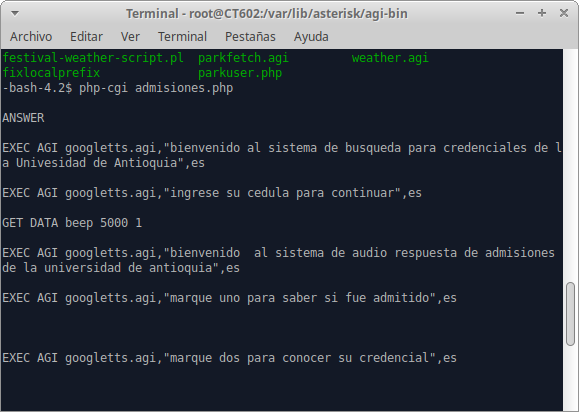 Terminal - root@CT602:/var/lib/asterisk/agi-bin
Archivo Editar Ver Terminal Pestañas Ayuda
festival-weather-script.pl parkfetch.agi weather.agi
fixlocalprefix parkuser.php
-bash-4.2$ php-cgi admisiones.php
ANSWER
EXEC AGI googletts.agi,"bienvenido al sistema de busqueda para credenciales de l
a Univesidad de Antioquia",es
EXEC AGI googletts.agi,"ingrese su cedula para continuar",es
GET DATA beep 5000 1
EXEC AGI googletts.agi,"bienvenido  al sistema de audio respuesta de admisiones
de la universidad de antioquia",es
EXEC AGI googletts.agi,"marque uno para saber si fue admitido",es
EXEC AGI googletts.agi,"marque dos para conocer su credencial",es